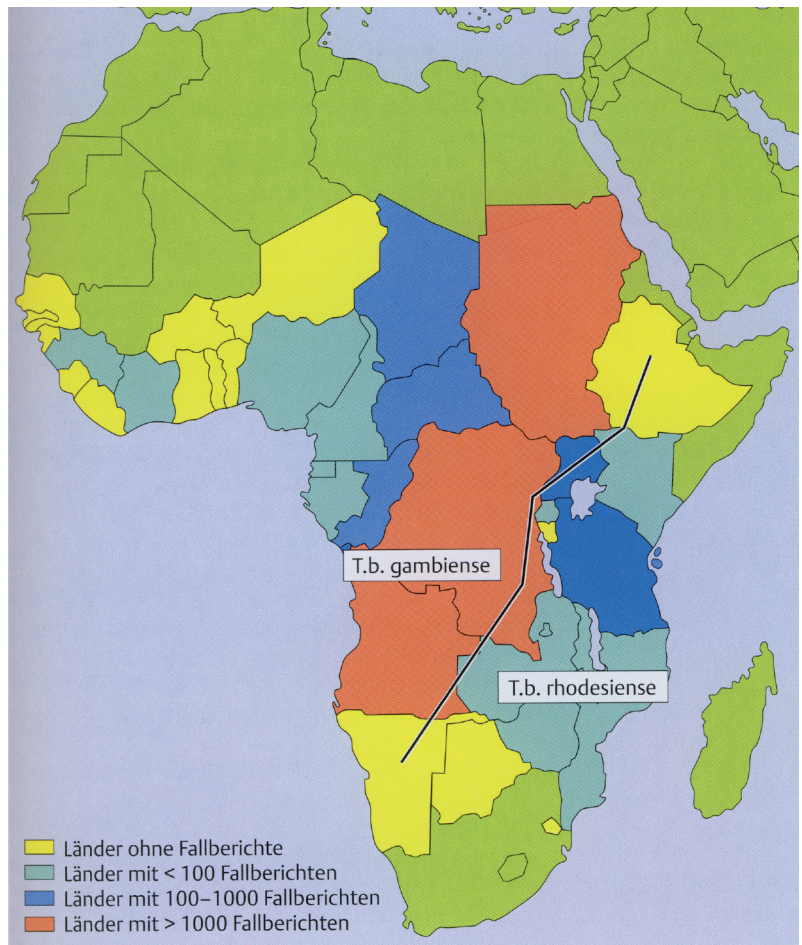 T.b. gambiense
T.b. rhodesiense
Länder ohne Fallberichte
Länder mit < 100 Fallberichten
Länder mit 100–1000 Fallberichten
Länder mit > 1000 Fallberichten